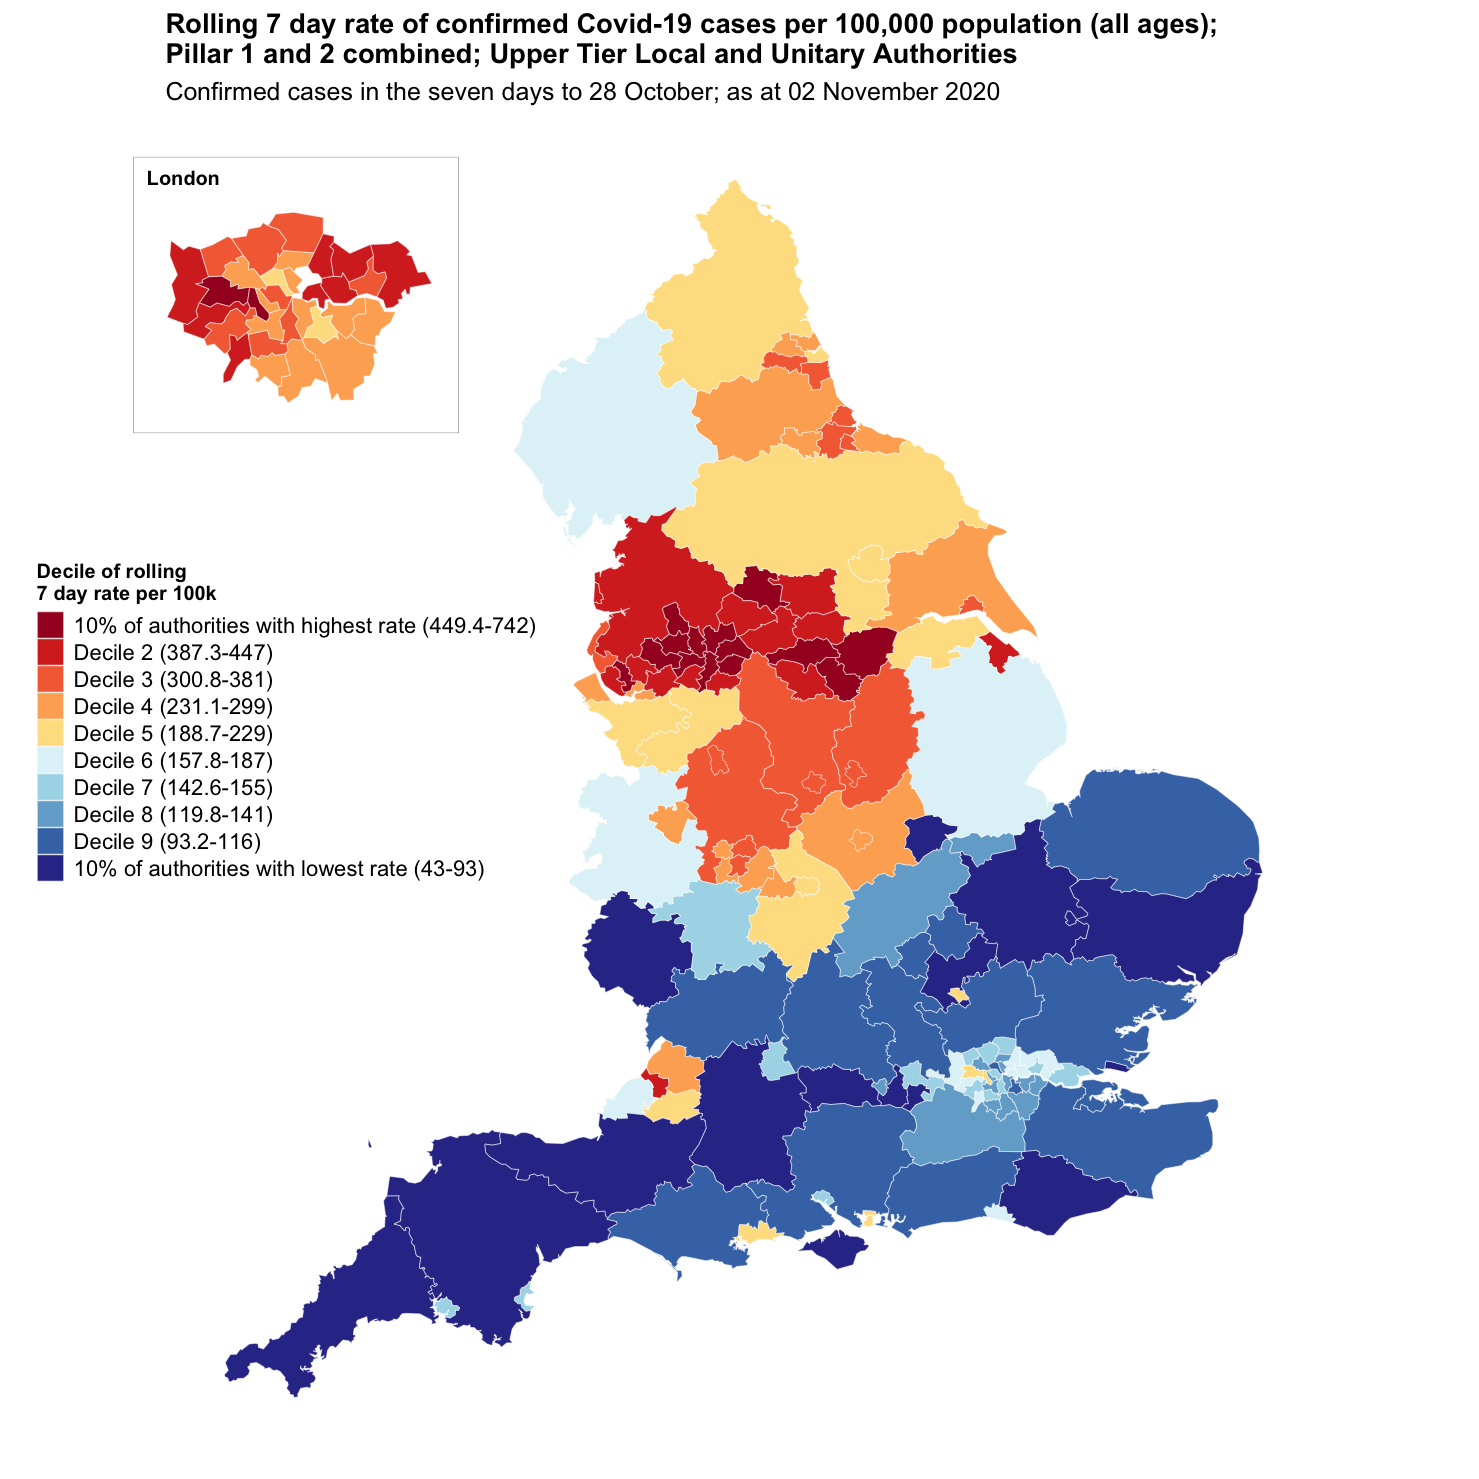 Rolling 7 day rate of confirmed Covid-19 cases per 100,000 population (all ages);
Pillar 1 and 2 combined; Upper Tier Local and Unitary Authorities
Confirmed cases in the seven days to 28 October; as at 02 November 2020
London
Decile of rolling
7 day rate per 100k
10% of authorities with highest rate (449.4-742)
Decile 2 (387.3-447)
Decile 3 (300.8-381)
Decile 4 (231.1-299)
Decile 5 (188.7-229)
Decile 6 (157.8-187)
Decile 7 (142.6-155)
Decile 8 (119.8-141)
Decile 9 (93.2-116)
10% of authorities with lowest rate (43-93)